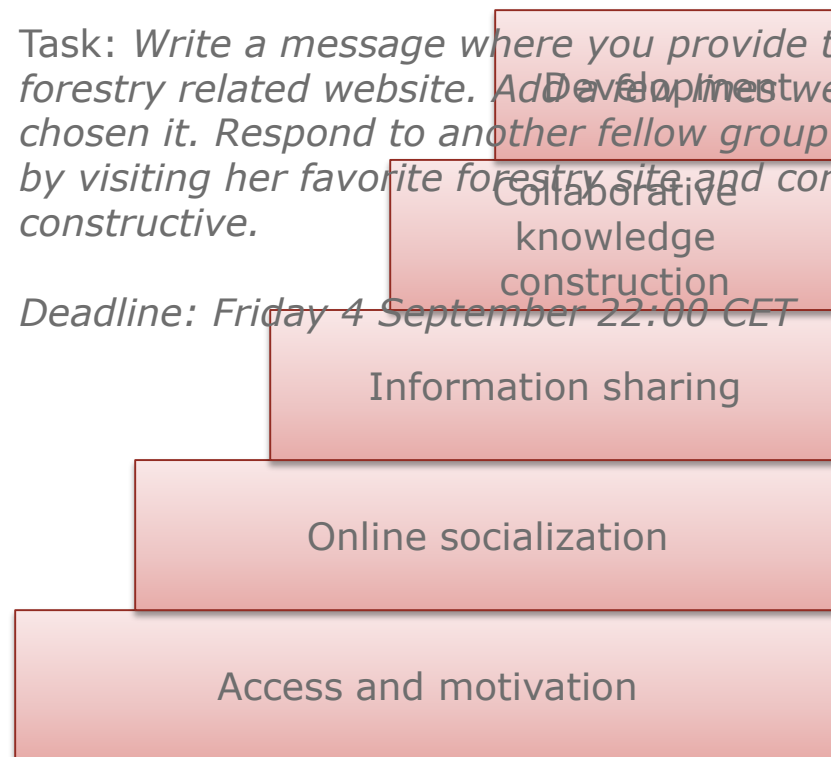 Task: Write a message where you provide t
forestry related website. Add a few lines we
chosen it. Respond to another fellow group
by visiting her favorite forestry site and con
constructive.
Deadline: Friday 4 September 22:00 CET
Development
Collaborative
knowledge
construction
Information sharing
Online socialization
Access and motivation